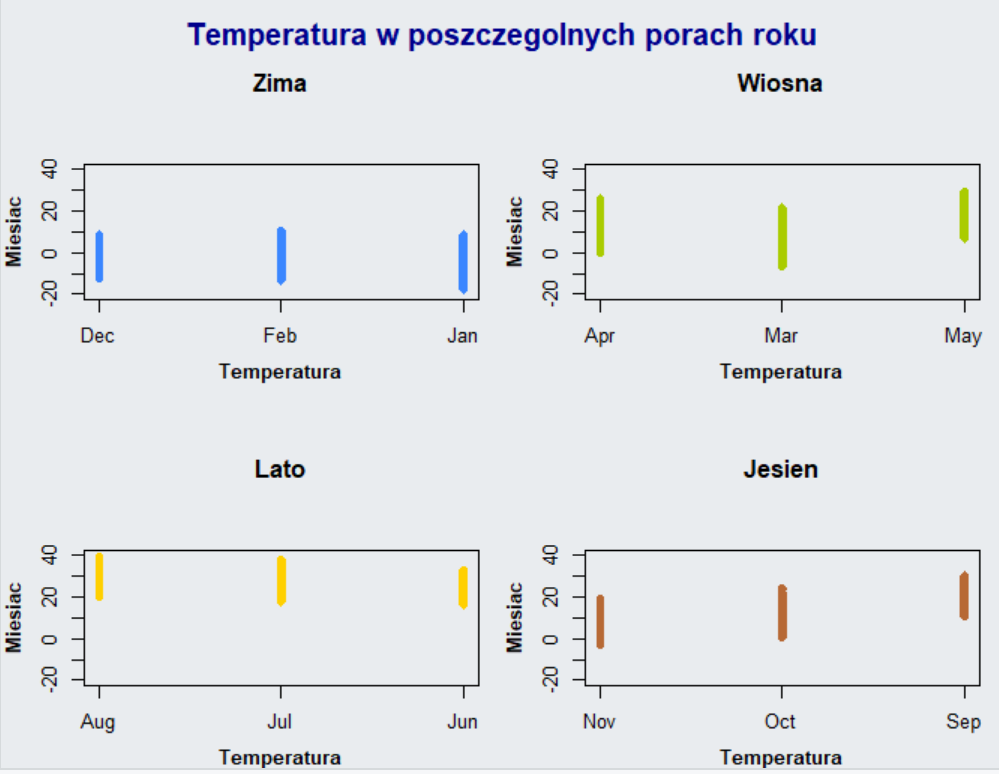 Temperatura w poszczegolnych porach roku
Zima
Miesiac
40
20
0
-20
Dec Feb Jan
Temperatura
Wiosna
Miesiac
40
20
0
-20
Apr Mar May
Temperatura
Lato
Miesiac
40
20
0
-20
Aug Jul Jun
Temperatura
Jesien
Miesiac
40
20
0
-20
Nov Oct Sep
Temperatura